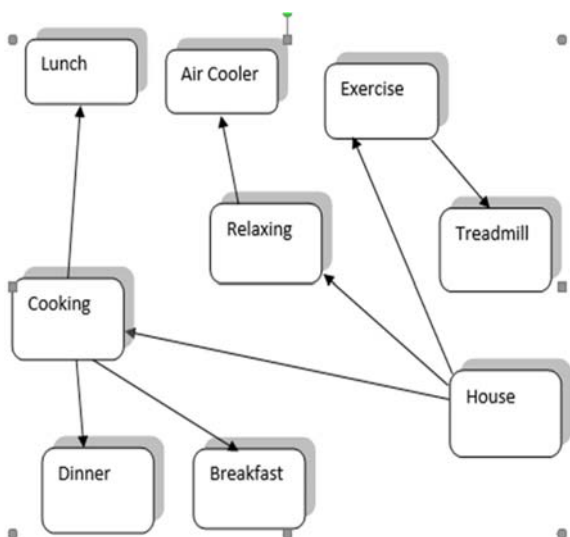 Lunch
Air Cooler
Exercise
Relaxing
Treadmill
Cooking
House
Dinner
Breakfast